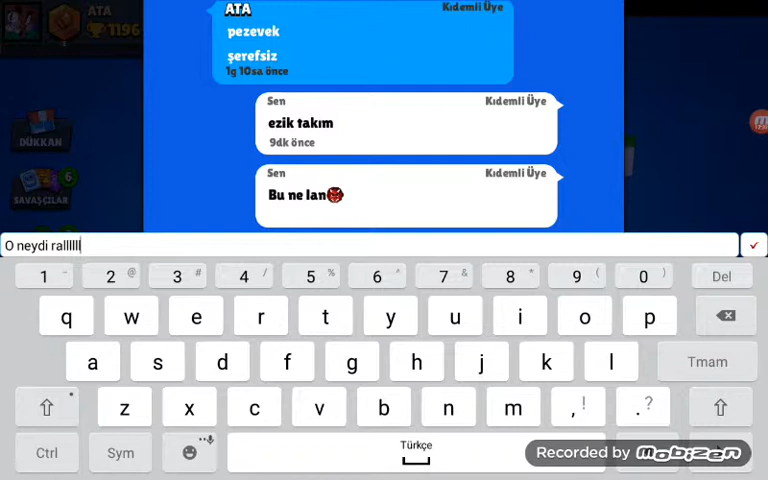 ATA
1196
ATA
Kıdemli Üye
pezevek
şerefsiz
1g 10sa önce
Sen
Kıdemli Üye
ezik takım
9dk önce
DÜKKAN
Sen
Kıdemli Üye
Bu ne lan
6
SAVAŞÇILAR
O neydi rallllll
1 - 2 @ 3 # 4 / 5 % 6 ^ 7 & 8 * 9 ( 0 ) Del
q w e r t y u i o p
a s d f g h j k l Tmam
z x c v b n m , ! . ?
Ctrl Sym Türkçe
Recorded by Mobizen